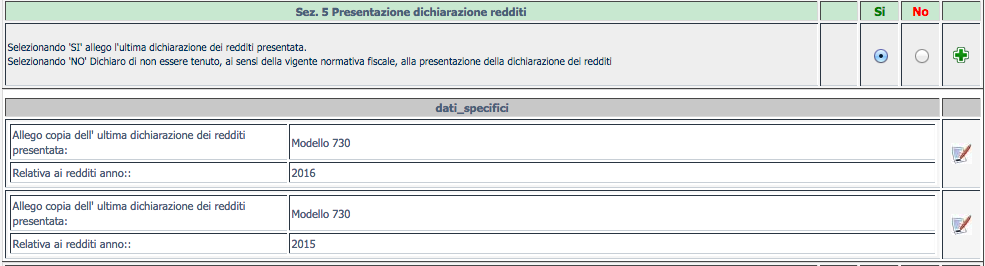 Sez. 5 Presentazione dichiarazione redditi Si No
Selezionando 'SI' allego l'ultima dichiarazione dei redditi presentata.
Selezionando 'NO' Dichiaro di non essere tenuto, ai sensi della vigente normativa fiscale, alla presentazione della dichiarazione dei redditi
dati_specifici
Allego copia dell' ultima dichiarazione dei redditi
presentata:
Modello 730
Relativa ai redditi anno:: 2016
Allego copia dell' ultima dichiarazione dei redditi
presentata:
Modello 730
Relativa ai redditi anno:: 2015